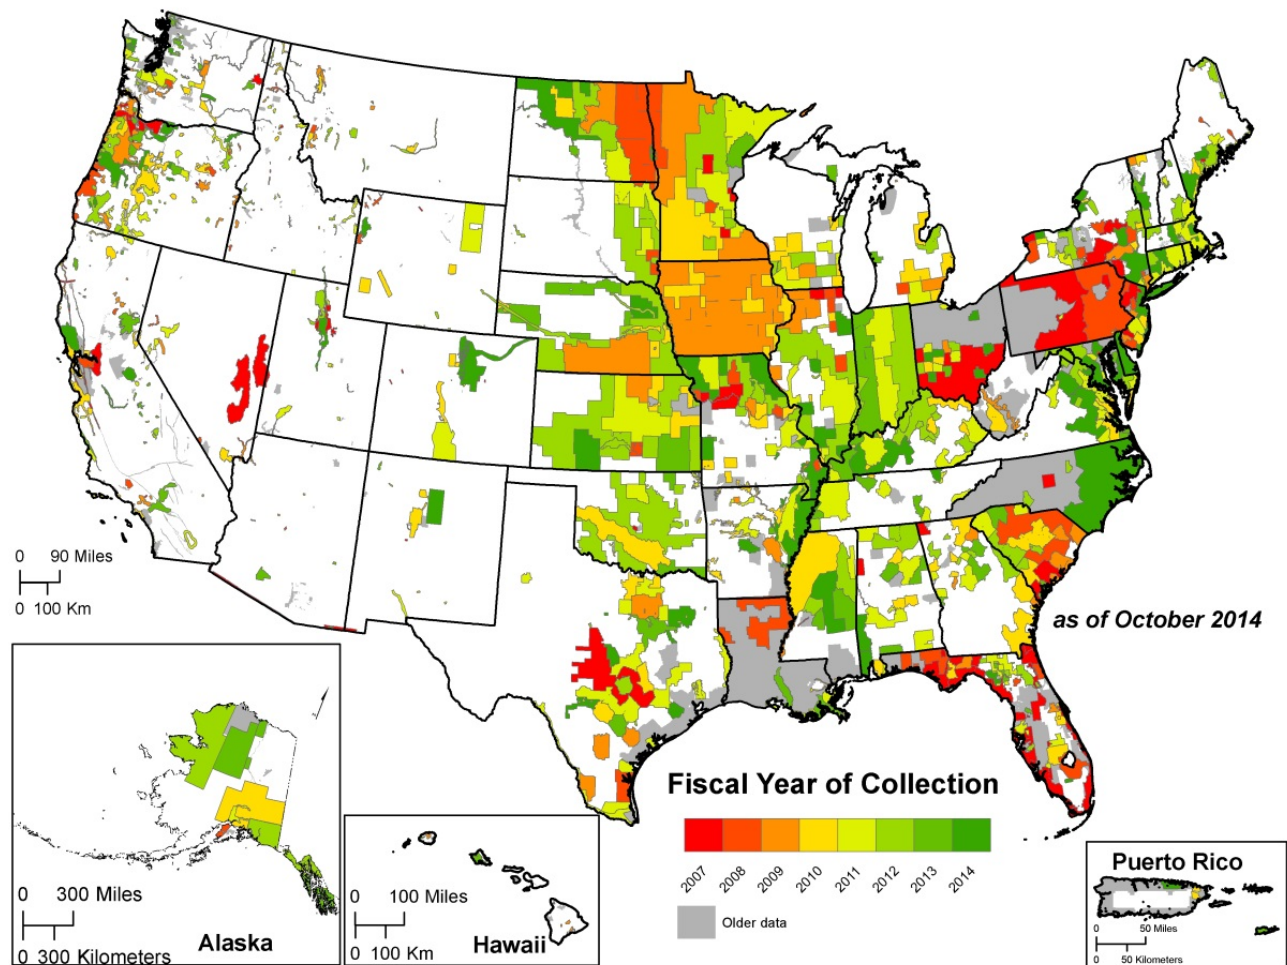 0 90 Miles
0 100 Km
as of October 2014
Fiscal Year of Collection
2007 2008 2009 2010 2011 2012 2013 2014
Older data
0 300 Miles
0 300 Kilometers
Alaska
0 100 Miles
0 100 Km
Hawaii
Puerto Rico
0 50 Miles
0 50 Kilometers